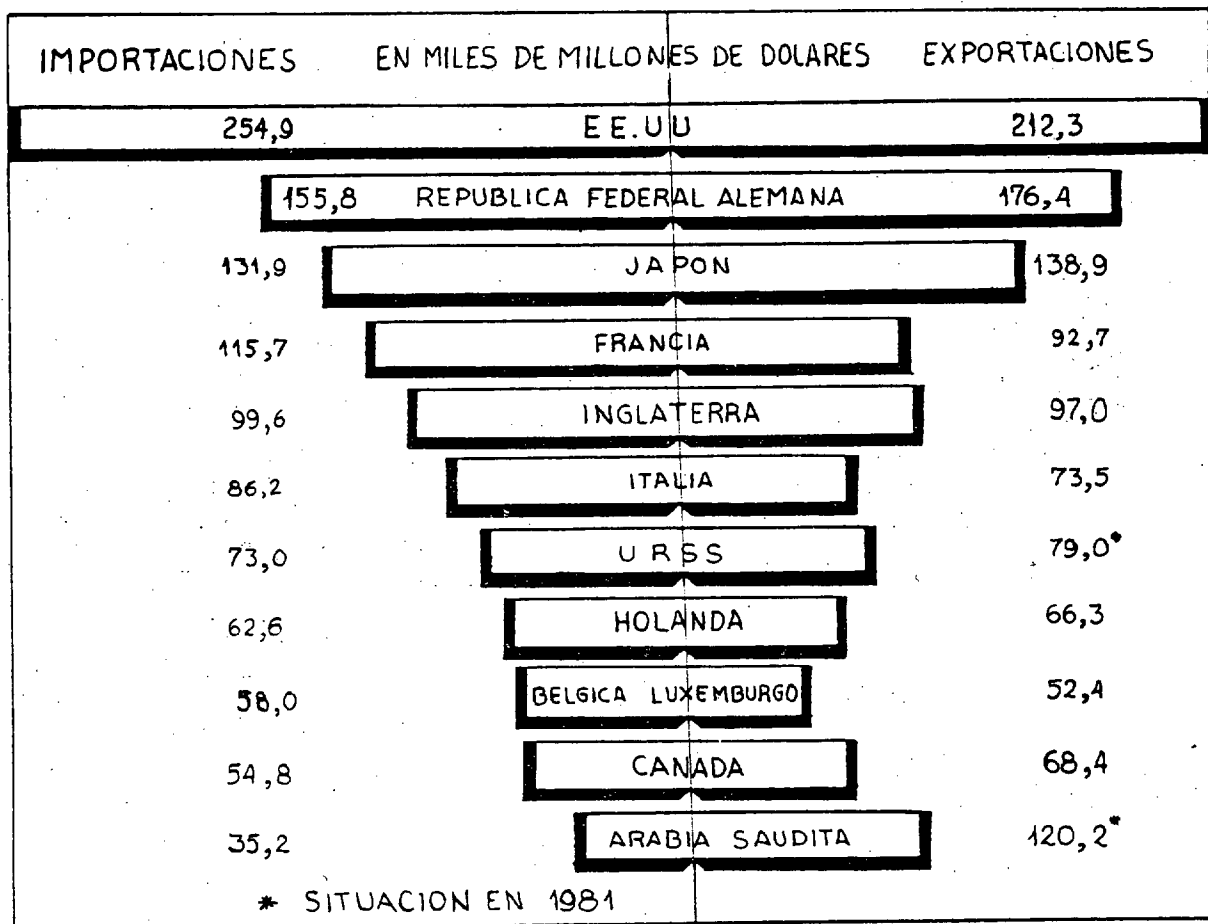 IMPORTACIONES EN MILES DE MILLONES DE DOLARES EXPORTACIONES
254,9 EE.UU 212,3
155,8 REPUBLICA FEDERAL ALEMANA 176,4
131,9 JAPON 138,9
115,7 FRANCIA 92,7
99,6 INGLATERRA 97,0
86,2 ITALIA 73,5
73,0 URSS 79,0*
62,6 HOLANDA 66,3
58,0 BELGICA LUXEMBURGO 52,4
54,8 CANADA 68,4
35,2 ARABIA SAUDITA 120,2*
* SITUACION EN 1981